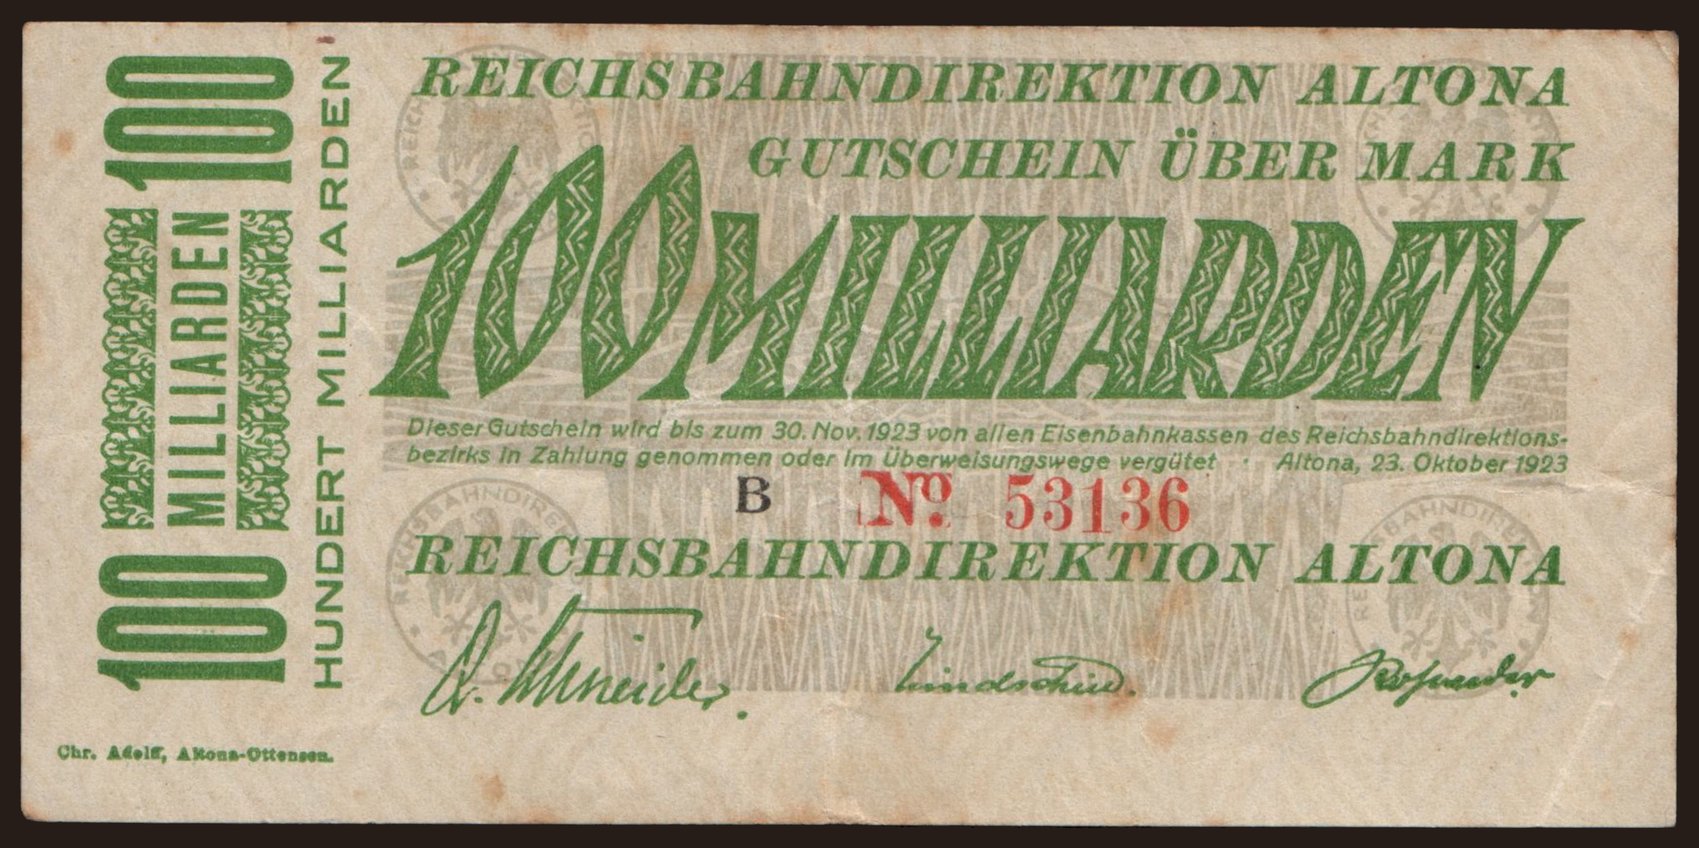 100 MILLIARDEN 100
HUNDERT MILLIARDEN
REICHSBAHNDIREKTION ALTONA
GUTSCHEIN ÜBER MARK
100 MILLIARDEN
Dieser Gutschein wird bis zum 30. Nov. 1923 von allen Eisenbahnkassen des Reichsbahndirektions-
bezirks in Zahlung genommen oder im Überweisungswege vergütet · Altona, 23. Oktober 1923
B No. 53136
REICHSBAHNDIREKTION ALTONA
Chr. Adolff, Altona-Ottensen.